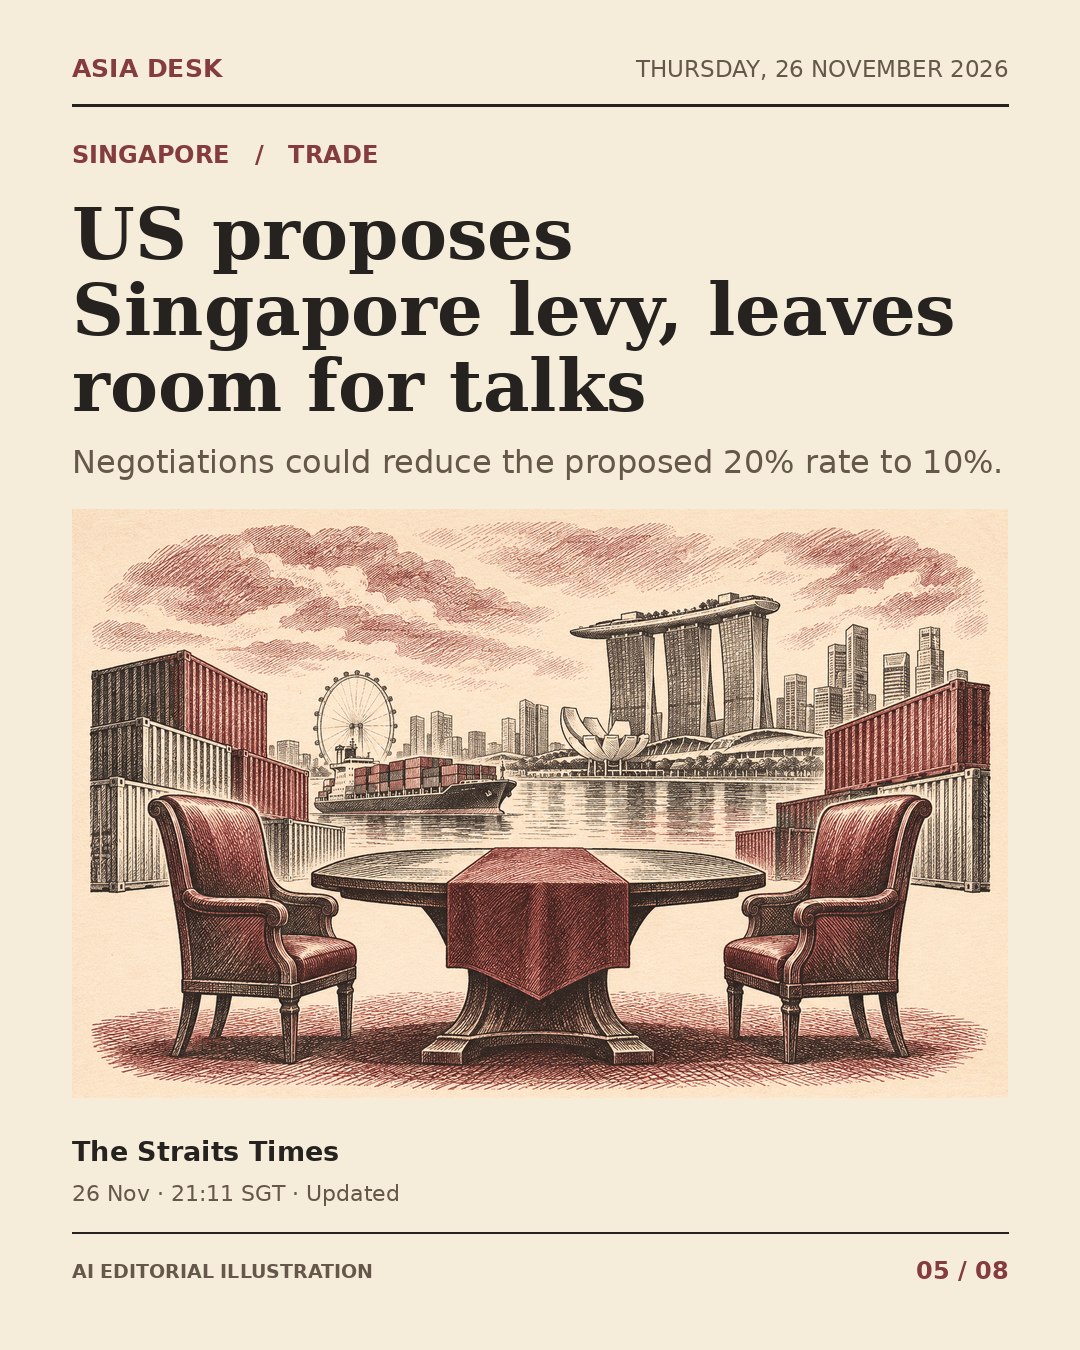 ASIA DESK
THURSDAY, 26 NOVEMBER 2026
SINGAPORE / TRADE
US proposes
Singapore levy, leaves
room for talks
Negotiations could reduce the proposed 20% rate to 10%.
The Straits Times
26 Nov · 21:11 SGT · Updated
AI EDITORIAL ILLUSTRATION
05 / 08